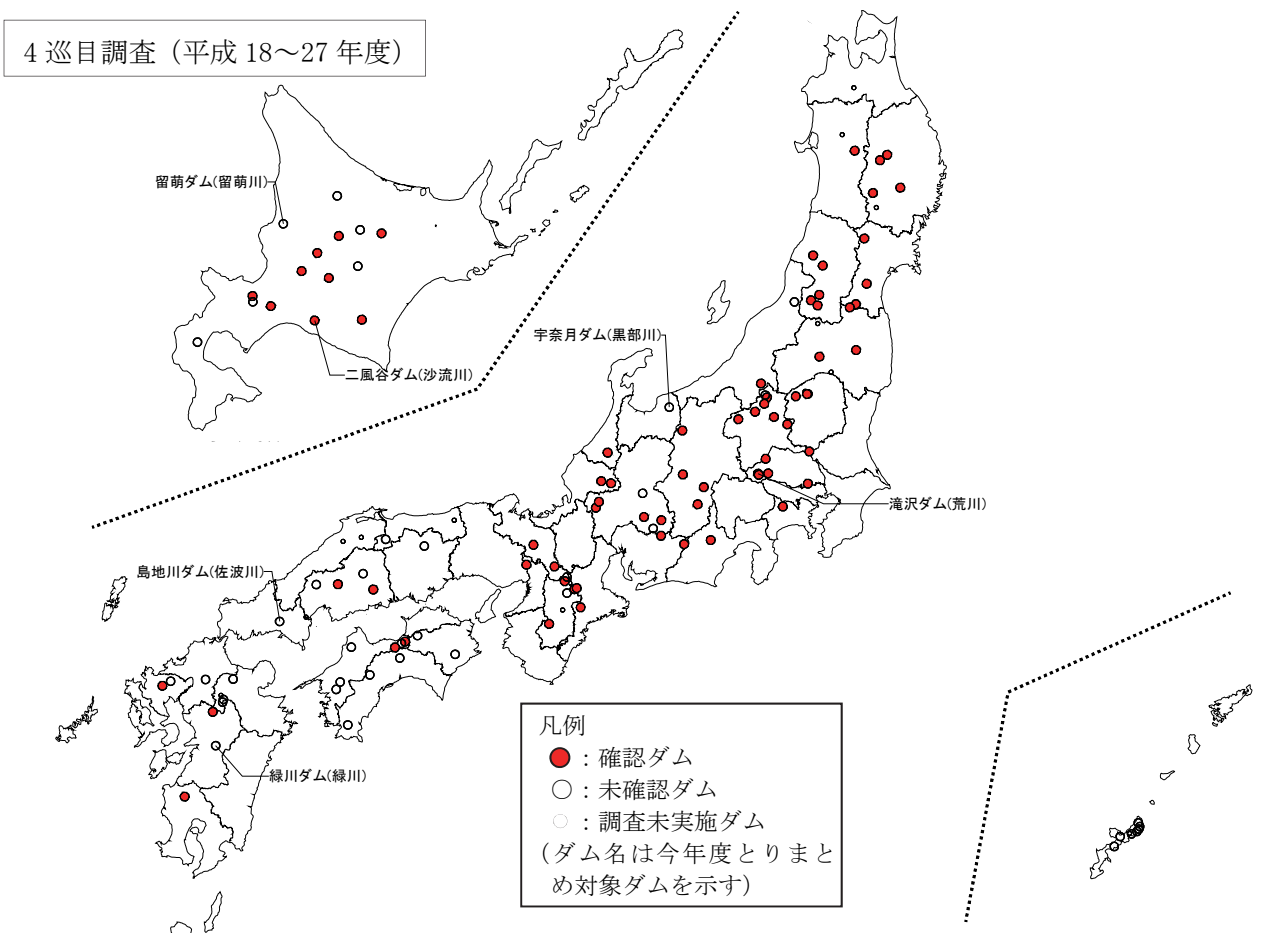 4巡目調査（平成 18～27 年度）
留萌ダム(留萌川)
宇奈月ダム(黒部川)
二風谷ダム(沙流川)
滝沢ダム(荒川)
島地川ダム(佐波川)
緑川ダム(緑川)
凡例
：確認ダム
：未確認ダム
：調査未実施ダム
(ダム名は今年度とりまと
め対象ダムを示す)